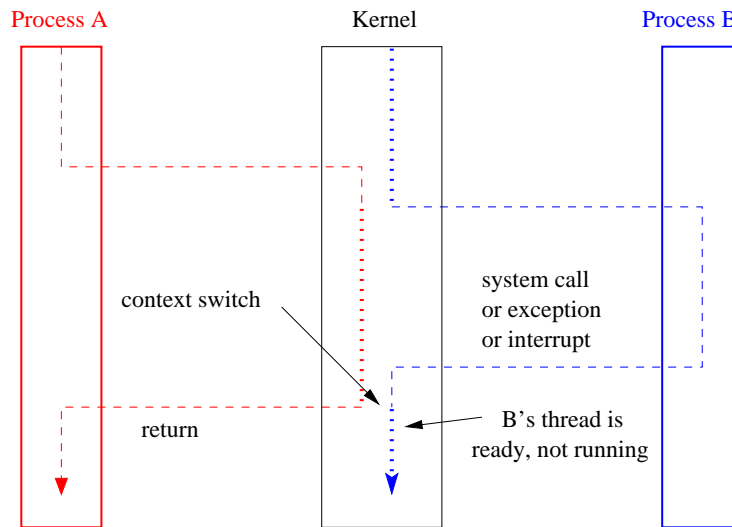 Process A
Kernel
Process B
context switch
system call
or exception
or interrupt
return
B's thread is
ready, not running